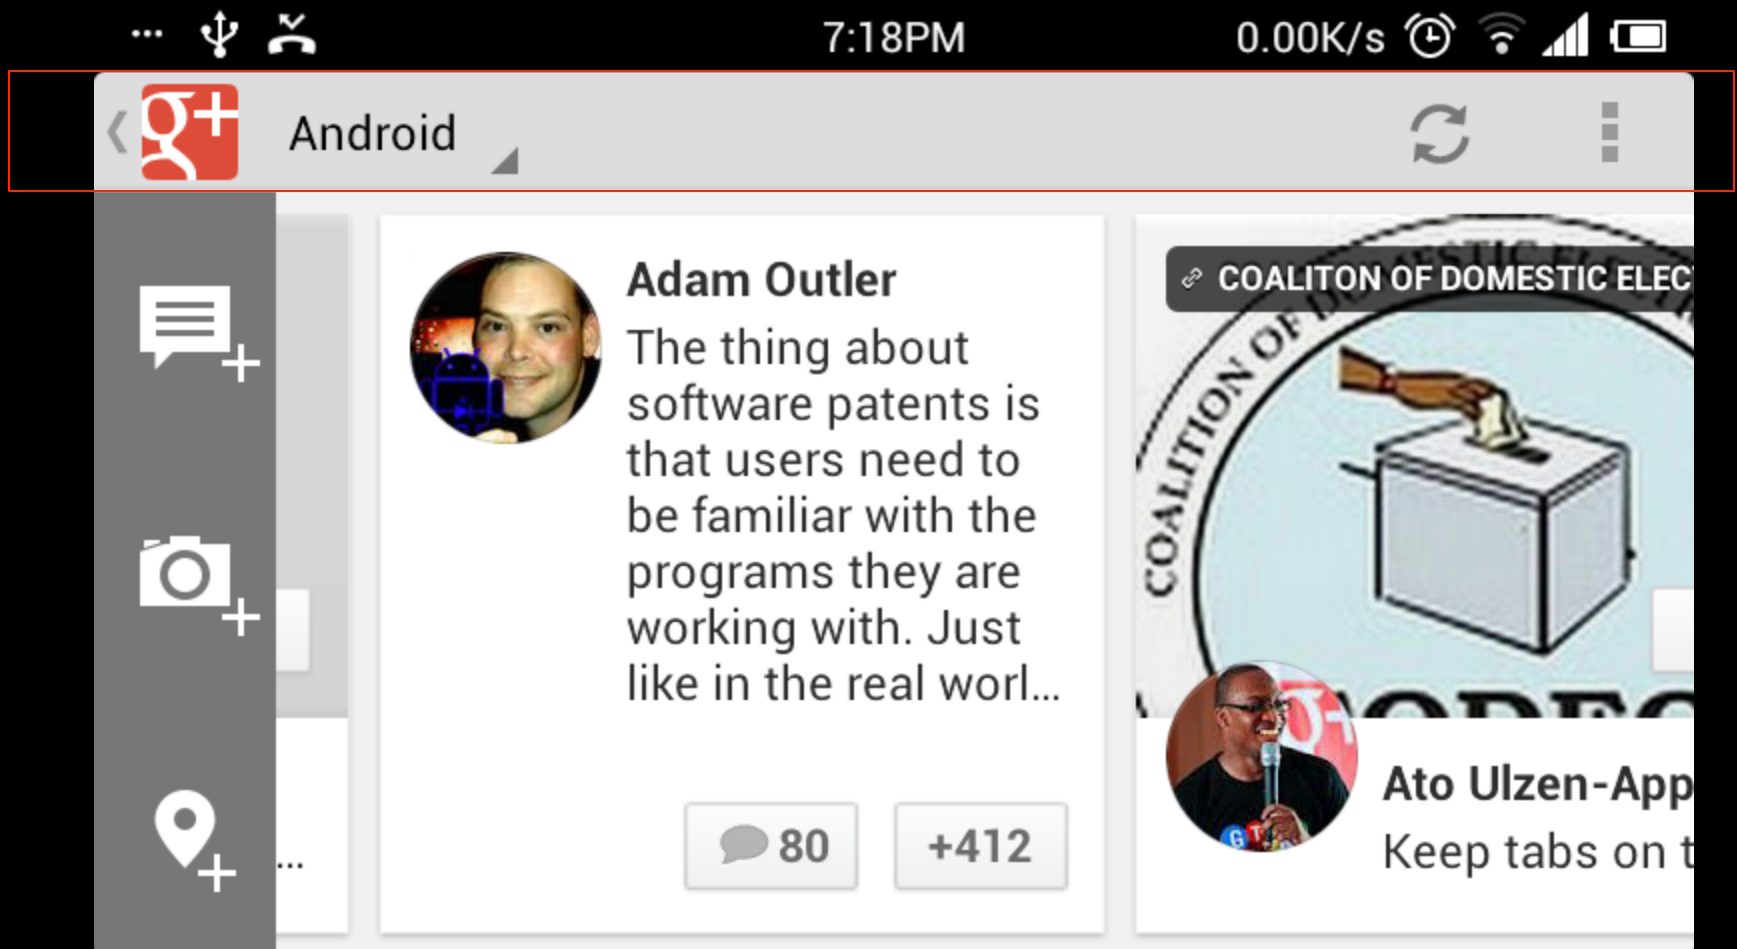 7:18PM
0.00K/s
g+
Android
Adam Outler
The thing about
software patents is
that users need to
be familiar with the
programs they are
working with. Just
like in the real worl...
80
+412
...
COALITON OF DOMESTIC ELEC
COALITION OF DOMESTIC
Ato Ulzen-App
Keep tabs on t